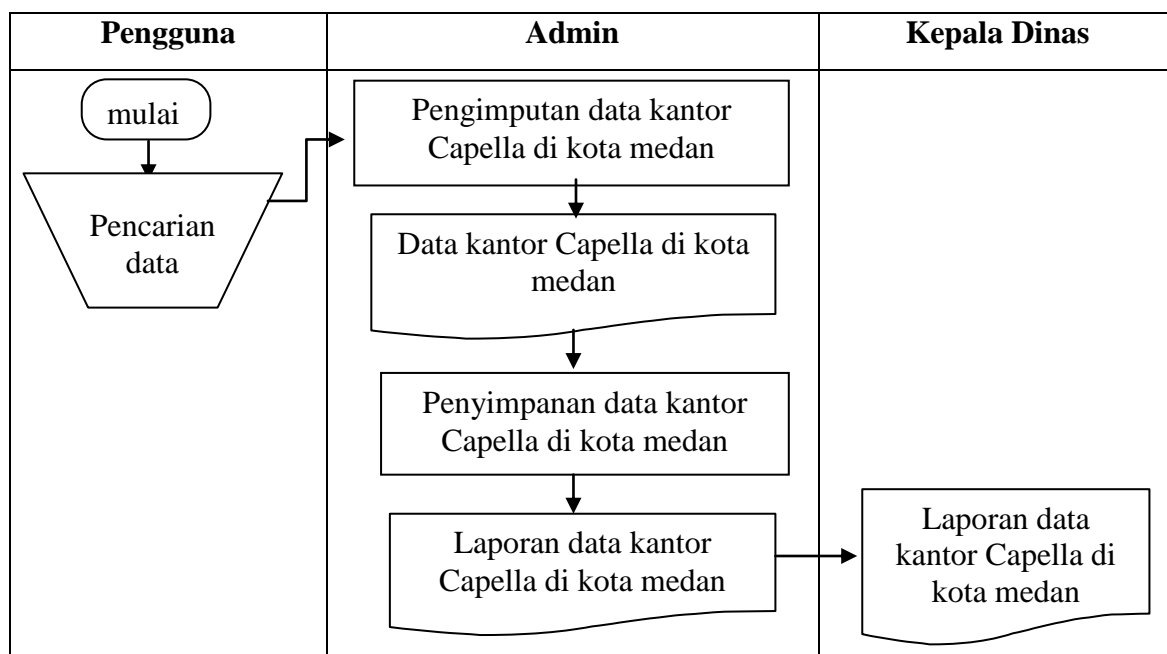 Pengguna
Admin
Kepala Dinas
mulai
Pencarian
data
Pengimputan data kantor
Capella di kota medan
Data kantor Capella di kota
medan
Penyimpanan data kantor
Capella di kota medan
Laporan data kantor
Capella di kota medan
Laporan data
kantor Capella di
kota medan